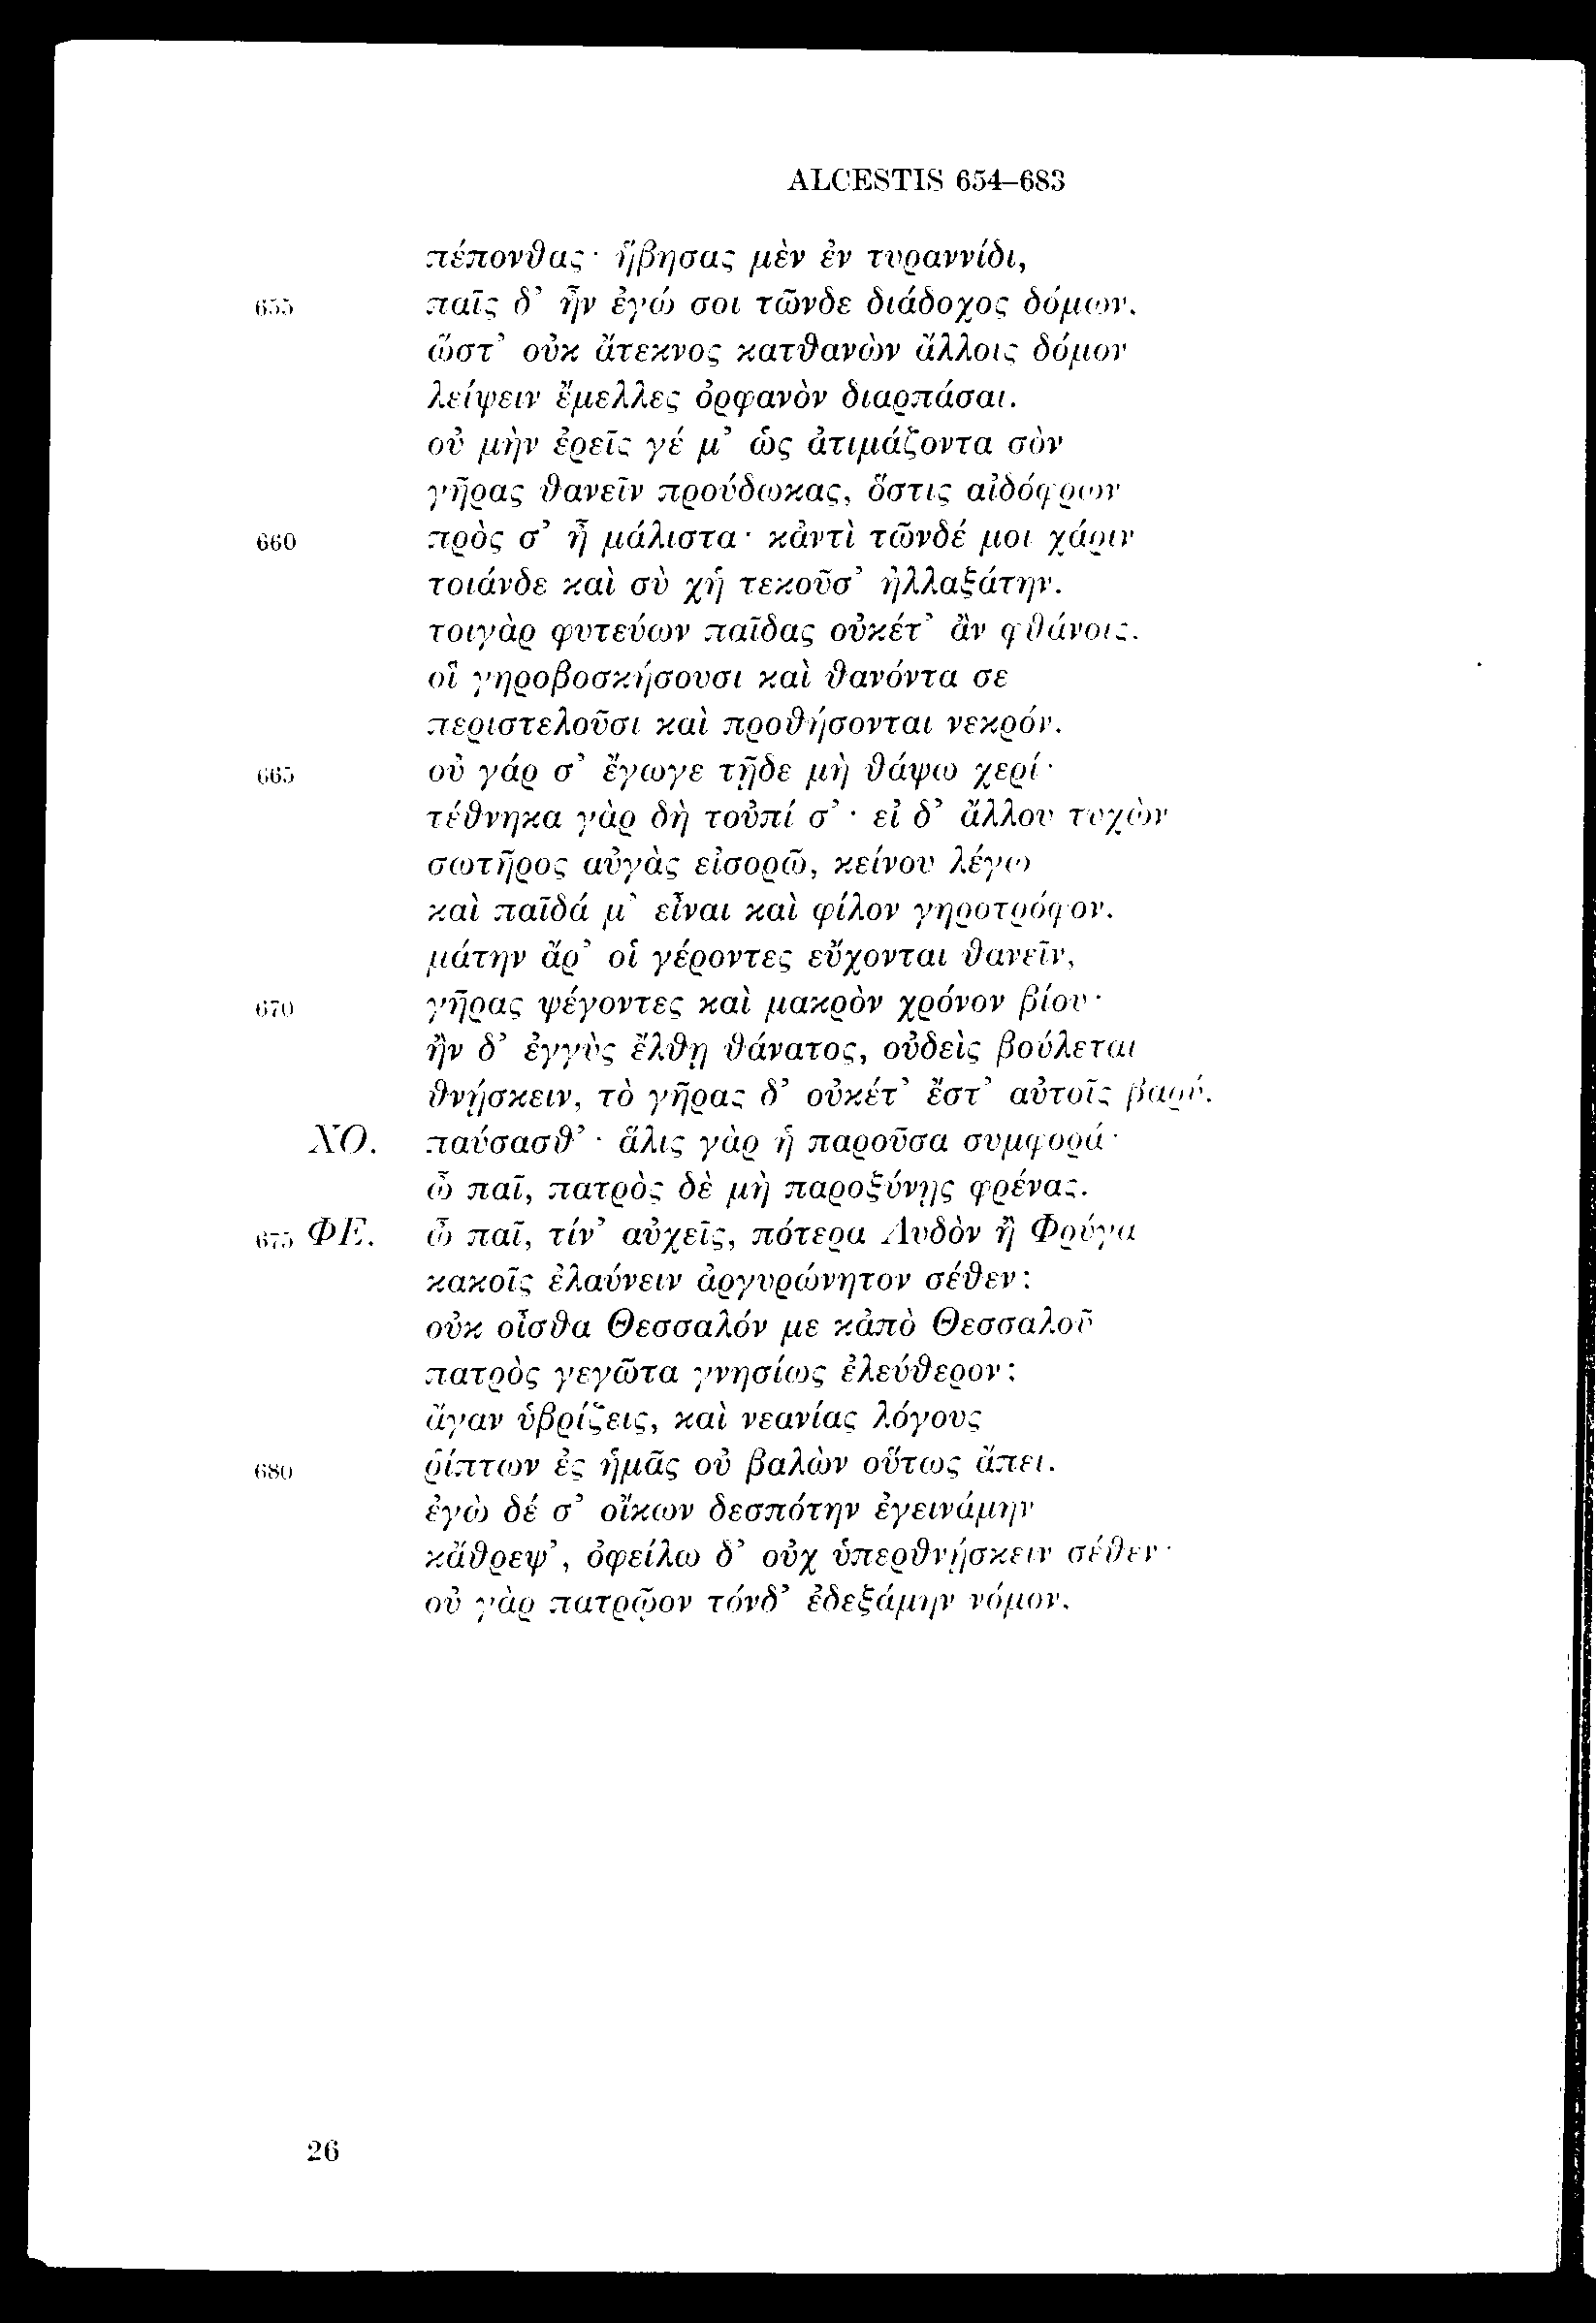 ALCESTIS 654–683
πέπονθας· ἥβησας μὲν ἐν τυραννίδι,
655 παῖς δ’ ἦν ἐγώ σοι τῶνδε διάδοχος δόμων,
ὥστ’ οὐκ ἄτεκνος κατθανὼν ἄλλοις δόμον
λείψειν ἔμελλες ὀρφανὸν διαρπάσαι.
οὐ μὴν ἐρεῖς γέ μ’ ὡς ἀτιμάζοντα σὸν
γῆρας θανεῖν προύδωκας, ὅστις αἰδόφρων
660 πρὸς σ’ ἦ μάλιστα· κἀντὶ τῶνδέ μοι χάριν
τοιάνδε καὶ σὺ χἠ τεκοῦσ’ ἠλλαξάτην.
τοιγὰρ φυτεύων παῖδας οὐκέτ’ ἂν φθάνοις,
οἳ γηροβοσκήσουσι καὶ θανόντα σε
περιστελοῦσι καὶ προθήσονται νεκρόν.
665 οὐ γάρ σ’ ἔγωγε τῇδε μὴ θάψω χερί·
τέθνηκα γὰρ δὴ τοὐπί σ’· εἰ δ’ ἄλλου τυχὼν
σωτῆρος αὐγὰς εἰσορῶ, κείνου λέγω
καὶ παῖδά μ’ εἶναι καὶ φίλον γηροτρόφον.
μάτην ἄρ’ οἱ γέροντες εὔχονται θανεῖν,
670 γῆρας ψέγοντες καὶ μακρὸν χρόνον βίου·
ἢν δ’ ἐγγὺς ἔλθῃ θάνατος, οὐδεὶς βούλεται
θνῄσκειν, τὸ γῆρας δ’ οὐκέτ’ ἔστ’ αὐτοῖς βαρύ.
ΧΟ. παύσασθ’· ἅλις γὰρ ἡ παροῦσα συμφορά·
ὦ παῖ, πατρὸς δὲ μὴ παροξύνῃς φρένας.
675 ΦΕ. ὦ παῖ, τίν’ αὐχεῖς, πότερα Λυδὸν ἢ Φρύγα
κακοῖς ἐλαύνειν ἀργυρώνητον σέθεν;
οὐκ οἶσθα Θεσσαλόν με κἀπὸ Θεσσαλοῦ
πατρὸς γεγῶτα γνησίως ἐλεύθερον;
ἄγαν ὑβρίζεις, καὶ νεανίας λόγους
680 ῥίπτων ἐς ἡμᾶς οὐ βαλὼν οὕτως ἄπει.
ἐγὼ δέ σ’ οἴκων δεσπότην ἐγεινάμην
κἄθρεψ’, ὀφείλω δ’ οὐχ ὑπερθνῄσκειν σέθεν·
οὐ γὰρ πατρῷον τόνδ’ ἐδεξάμην νόμον,
26